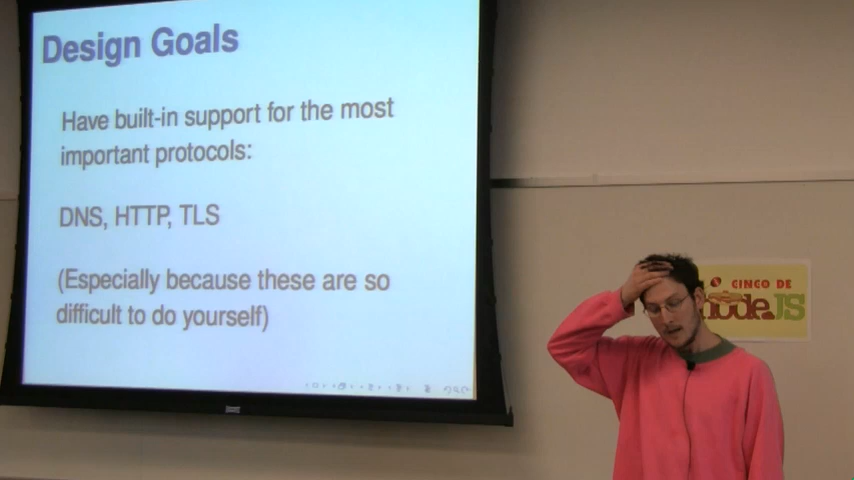 Design Goals
Have built-in support for the most
important protocols:
DNS, HTTP, TLS
(Especially because these are so
difficult to do yourself)
CINCO DE
nodeJS